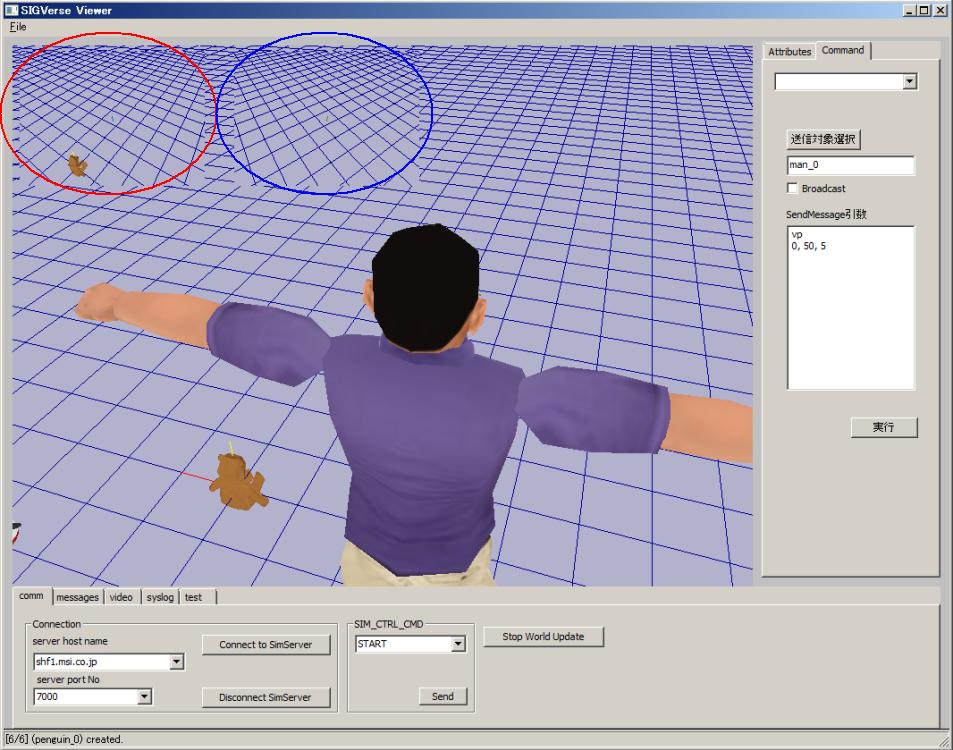 SIGVerse Viewer
File
Attributes
Command
送信対象選択
man_0
Broadcast
SendMessage引数
vp
0, 50, 5
実行
comm
messages
video
syslog
test
Connection
server host name
Connect to SimServer
shf1.msi.co.jp
server port No
7000
Disconnect SimServer
SIM_CTRL_CMD
START
Send
Stop World Update
[6/6] (penguin_0) created.